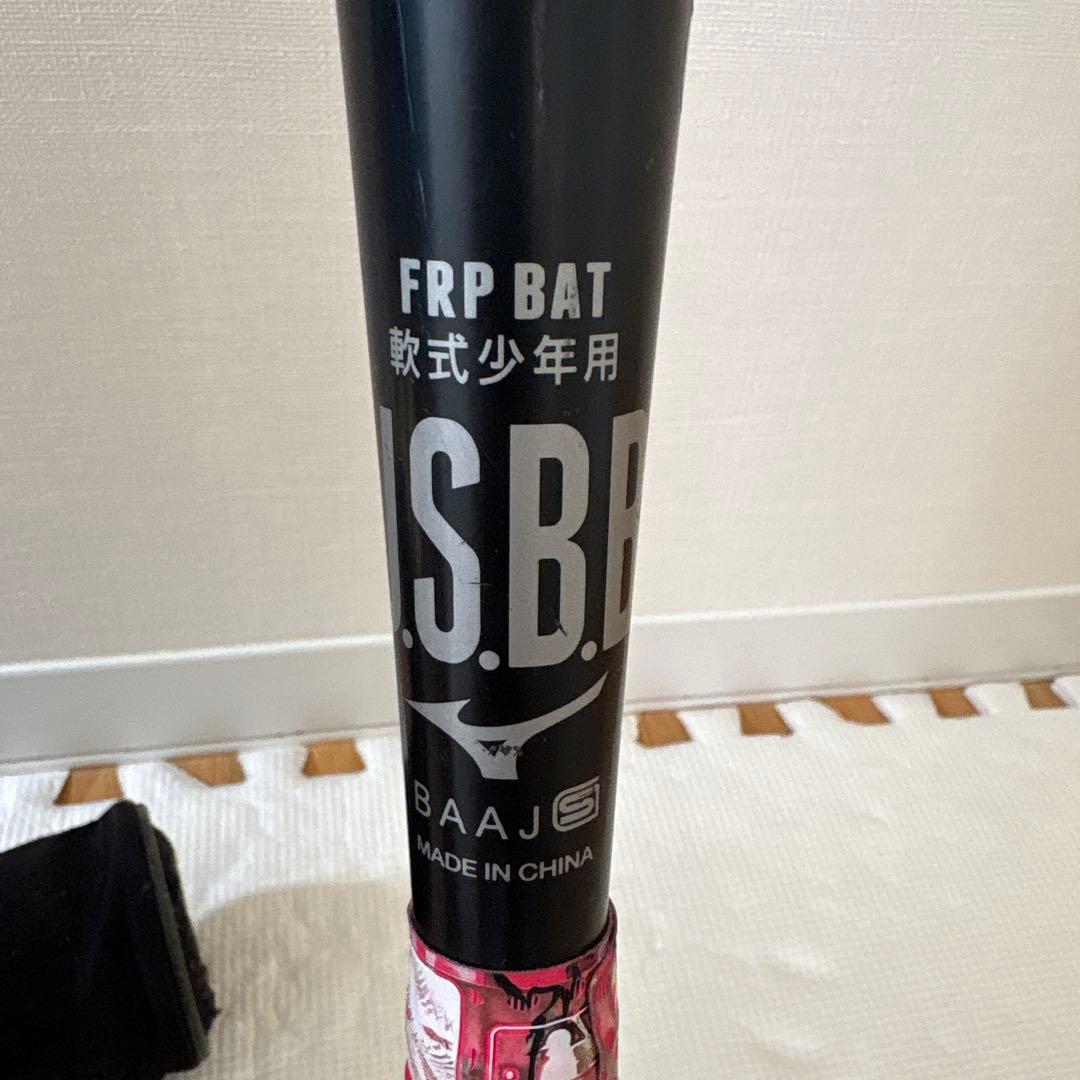 FRP BAT
軟式少年用
J.S.B.B
BAAJ S
MADE IN CHINA